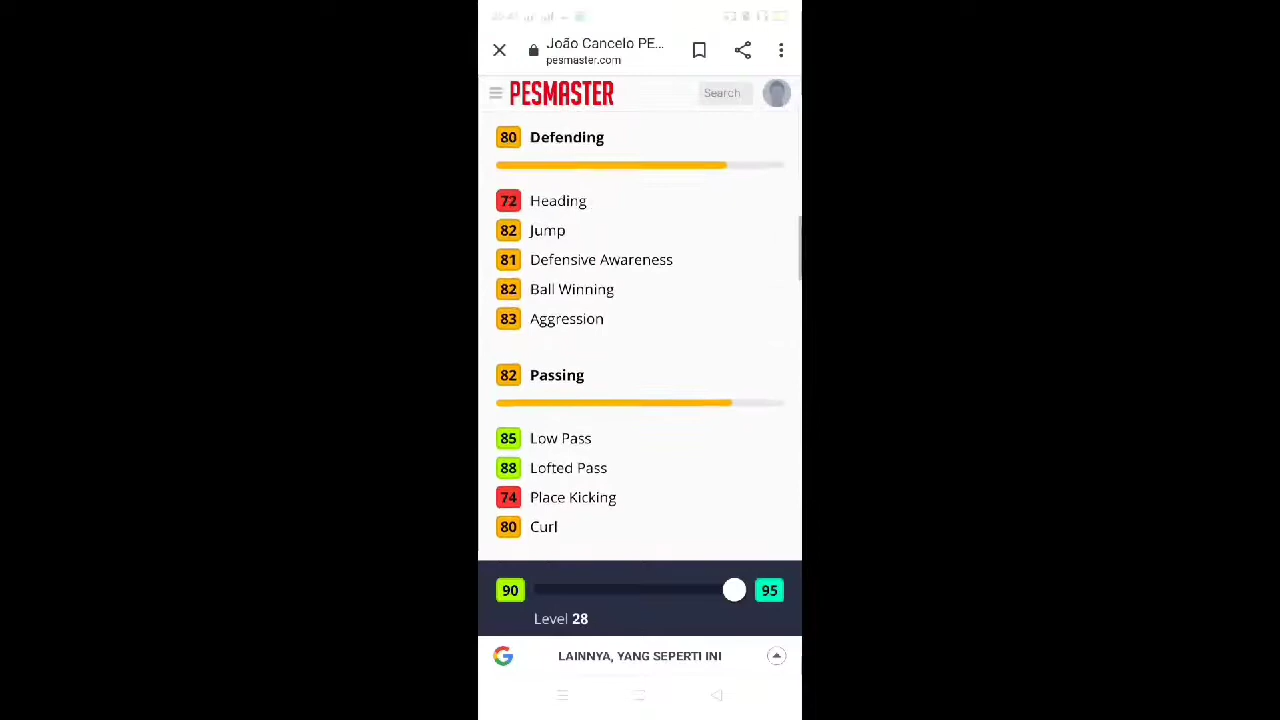 João Cancelo PE...
pesmaster.com
PESMASTER
Search
80 Defending
72 Heading
82 Jump
81 Defensive Awareness
82 Ball Winning
83 Aggression
82 Passing
85 Low Pass
88 Lofted Pass
74 Place Kicking
80 Curl
90 95
Level 28
LAINNYA, YANG SEPERTI INI